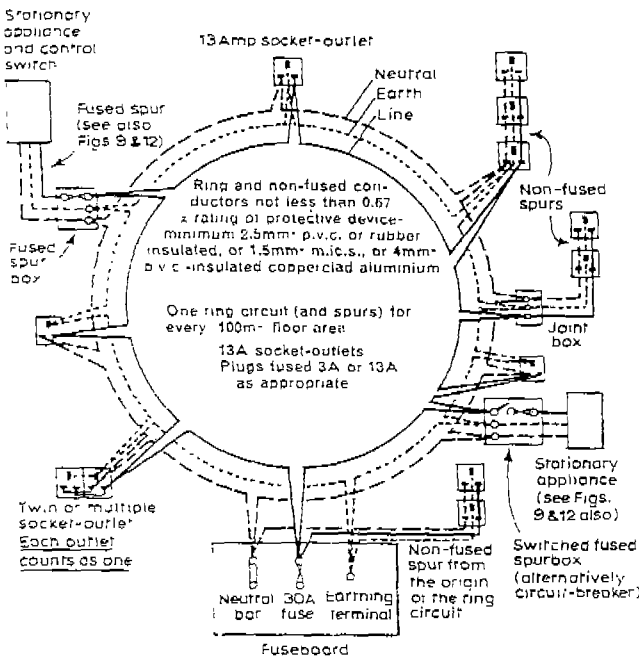 Stationary
appliance
and control
switch
13Amp socket-outlet
Neutral
Earth
Line
Fused spur
(see also
Figs 9 & 12)
Non-fused
spurs
Ring and non-fused con-
ductors not less than 0.67
x rating of protective device-
minimum 2.5mm² p.v.c. or rubber
insulated, or 1.5mm² m.i.c.s., or 4mm²
p.v.c.-insulated copperclad aluminium
Fused
spur
box
One ring circuit (and spurs) for
every 100m² floor area
13A socket-outlets
Plugs fused 3A or 13A
as appropriate
Joint
box
Twin or multiple
socket-outlet
Each outlet
counts as one
Stationary
appliance
(see Figs.
9 & 12 also)
Switched fused
spurbox
(alternatively
circuit-breaker)
Non-fused
spur from
the origin
of the ring
circuit
Neutral
bar
30A
fuse
Earthing
terminal
Fuseboard